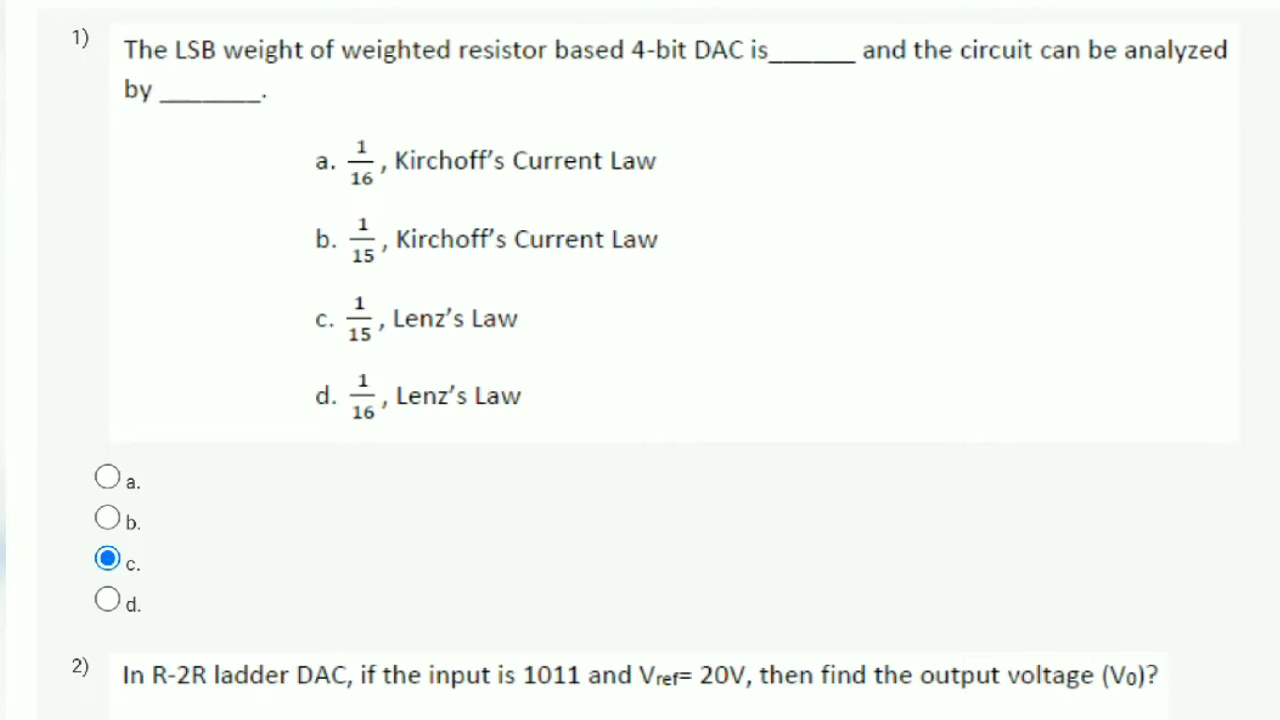 1)
The LSB weight of weighted resistor based 4-bit DAC is______ and the circuit can be analyzed
by _______.
a. 1/16, Kirchoff's Current Law
b. 1/15, Kirchoff's Current Law
c. 1/15, Lenz's Law
d. 1/16, Lenz's Law
a.
b.
c.
d.
2)
In R-2R ladder DAC, if the input is 1011 and Vref= 20V, then find the output voltage (Vo)?